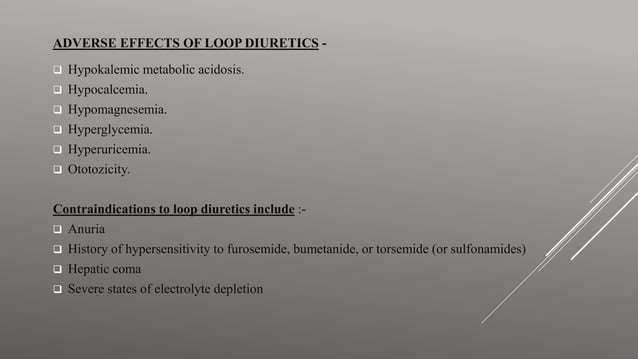 ADVERSE EFFECTS OF LOOP DIURETICS -
Hypokalemic metabolic acidosis.
Hypocalcemia.
Hypomagnesemia.
Hyperglycemia.
Hyperuricemia.
Ototozicity.
Contraindications to loop diuretics include :-
Anuria
History of hypersensitivity to furosemide, bumetanide, or torsemide (or sulfonamides)
Hepatic coma
Severe states of electrolyte depletion